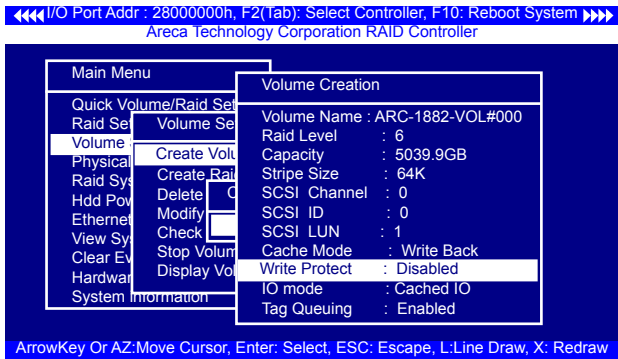 I/O Port Addr : 28000000h, F2(Tab): Select Controller, F10: Reboot System
Areca Technology Corporation RAID Controller
Main Menu
Quick Volume/Raid Set
Raid Set
Volume
Physical
Raid Sys
Hdd Pow
Ethernet
View Sy
Clear Ev
Hardwar
System Information
Volume Se
Create Volu
Create Rai
Delete
Modify
Check
Stop Volum
Display Vol
C
Volume Creation
Volume Name : ARC-1882-VOL#000
Raid Level : 6
Capacity : 5039.9GB
Stripe Size : 64K
SCSI Channel : 0
SCSI ID : 0
SCSI LUN : 1
Cache Mode : Write Back
Write Protect : Disabled
IO mode : Cached IO
Tag Queuing : Enabled
ArrowKey Or AZ:Move Cursor, Enter: Select, ESC: Escape, L:Line Draw, X: Redraw